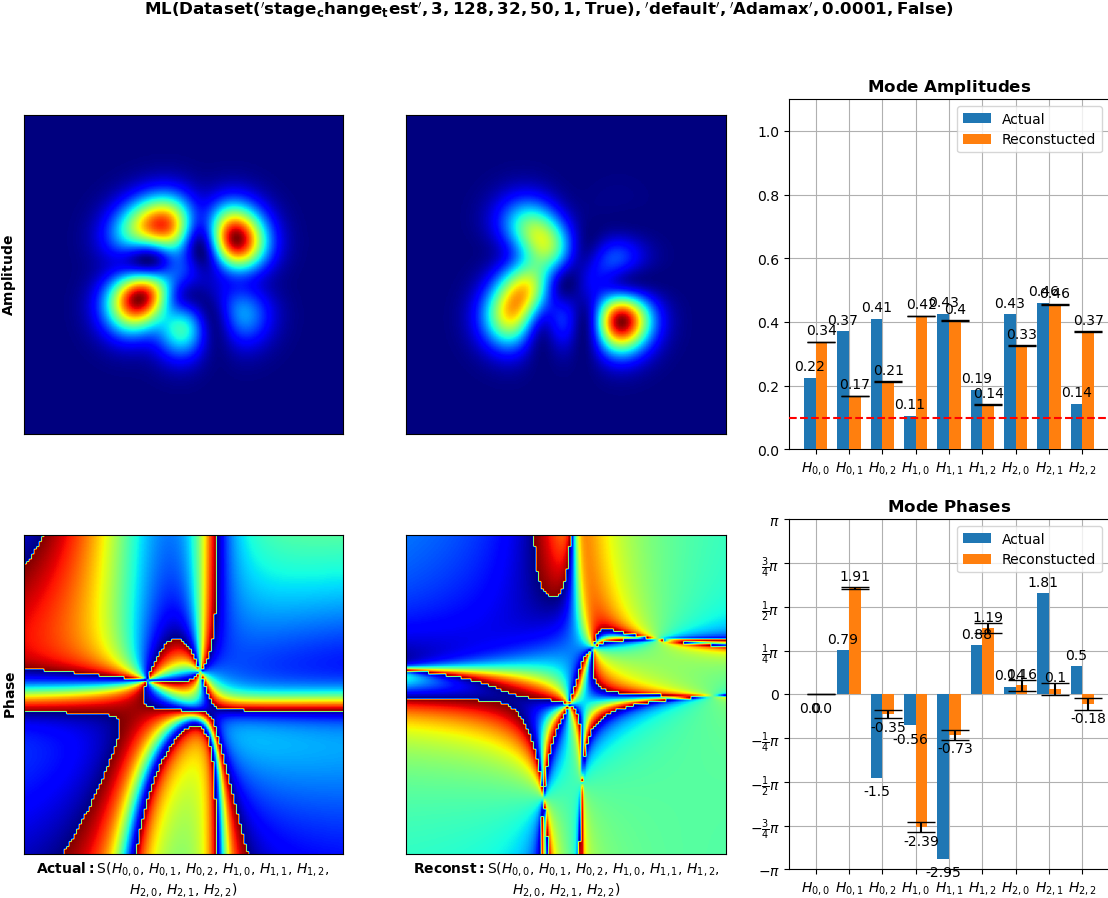 ML(Dataset('stage_change_test', 3, 128, 32, 50, 1, True), 'default', 'Adamax', 0.0001, False)
Amplitude
Mode Amplitudes
Actual
Reconstucted
1.0
0.8
0.6
0.4
0.2
0.0
0.22 0.34 0.37 0.17 0.41 0.21 0.11 0.42 0.43 0.4 0.19 0.14 0.43 0.33 0.46 0.46 0.14 0.37
H0,0 H0,1 H0,2 H1,0 H1,1 H1,2 H2,0 H2,1 H2,2
Phase
Mode Phases
Actual
Reconstucted
π
3/4π
1/2π
1/4π
0
−1/4π
−1/2π
−3/4π
−π
0.0 0.0 0.79 1.91 -1.5 -0.35 -0.56 -2.39 -2.95 -0.73 0.88 1.19 0.16 1.81 0.1 0.5 -0.18
H0,0 H0,1 H0,2 H1,0 H1,1 H1,2 H2,0 H2,1 H2,2
Actual: S(H0,0, H0,1, H0,2, H1,0, H1,1, H1,2,
H2,0, H2,1, H2,2)
Reconst: S(H0,0, H0,1, H0,2, H1,0, H1,1, H1,2,
H2,0, H2,1, H2,2)